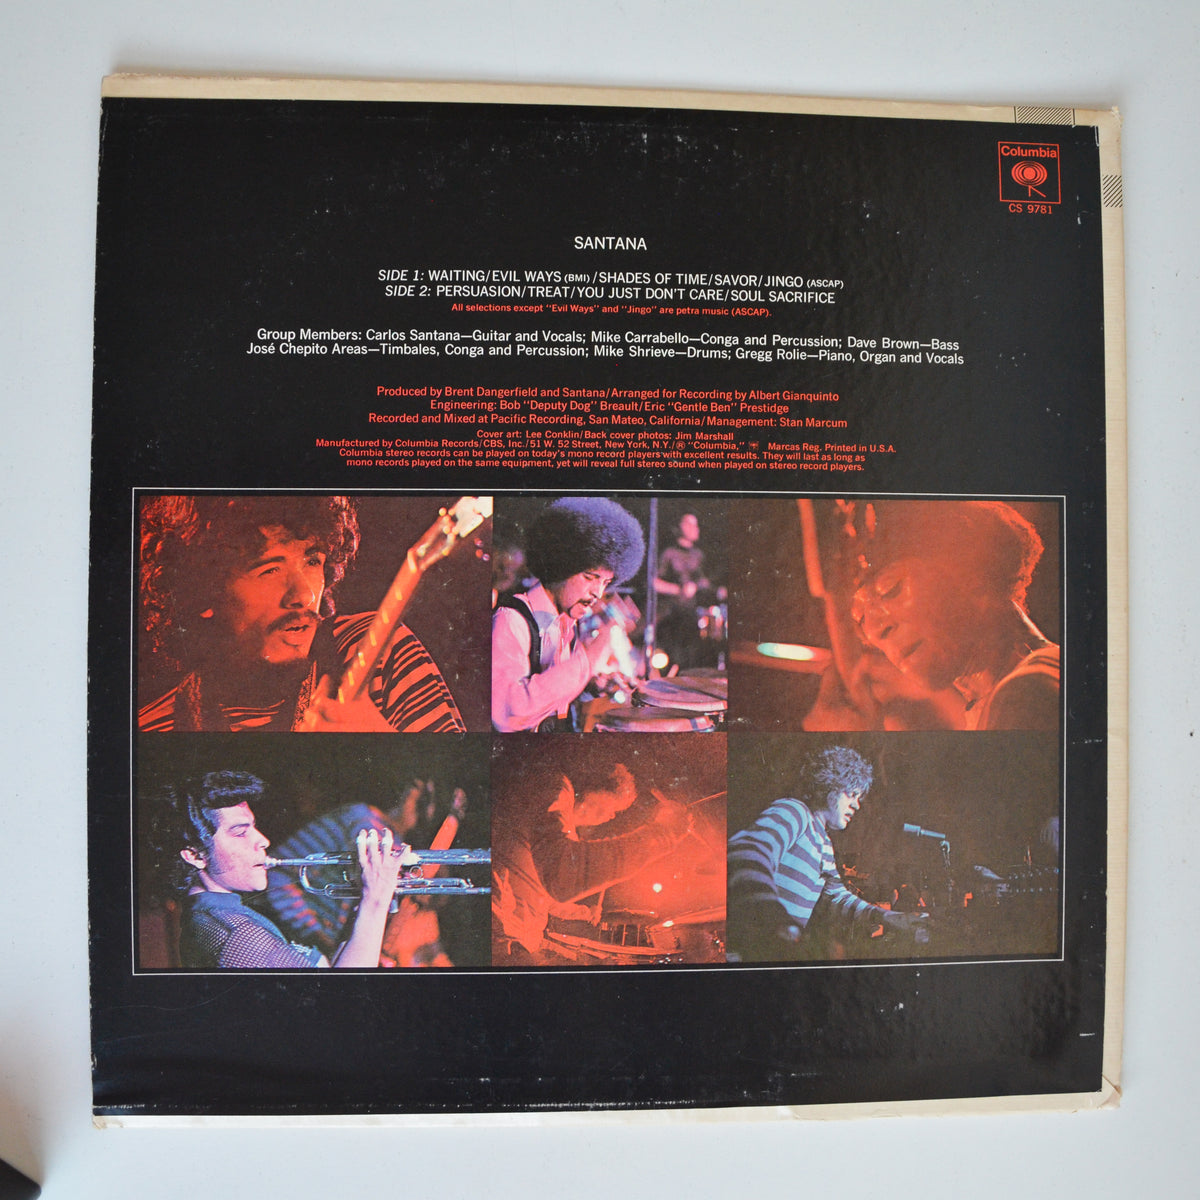 Columbia
CS 9781
SANTANA
SIDE 1: WAITING/EVIL WAYS (BMI)/SHADES OF TIME/SAVOR/JINGO (ASCAP)
SIDE 2: PERSUASION/TREAT/YOU JUST DON'T CARE/SOUL SACRIFICE
All selections except "Evil Ways" and "Jingo" are petra music (ASCAP).
Group Members: Carlos Santana—Guitar and Vocals; Mike Carrabello—Conga and Percussion; Dave Brown—Bass
José Chepito Areas—Timbales, Conga and Percussion; Mike Shrieve—Drums; Gregg Rolie—Piano, Organ and Vocals
Produced by Brent Dangerfield and Santana/Arranged for Recording by Albert Gianquinto
Engineering: Bob "Deputy Dog" Breault/Eric "Gentle Ben" Prestidge
Recorded and Mixed at Pacific Recording, San Mateo, California/Management: Stan Marcum
Cover art: Lee Conklin/Back cover photos: Jim Marshall
Manufactured by Columbia Records/CBS, Inc./51 W. 52 Street, New York, N.Y./® "Columbia," Marcas Reg. Printed in U.S.A.
Columbia stereo records can be played on today's mono record players with excellent results. They will last as long as
mono records played on the same equipment, yet will reveal full stereo sound when played on stereo record players.